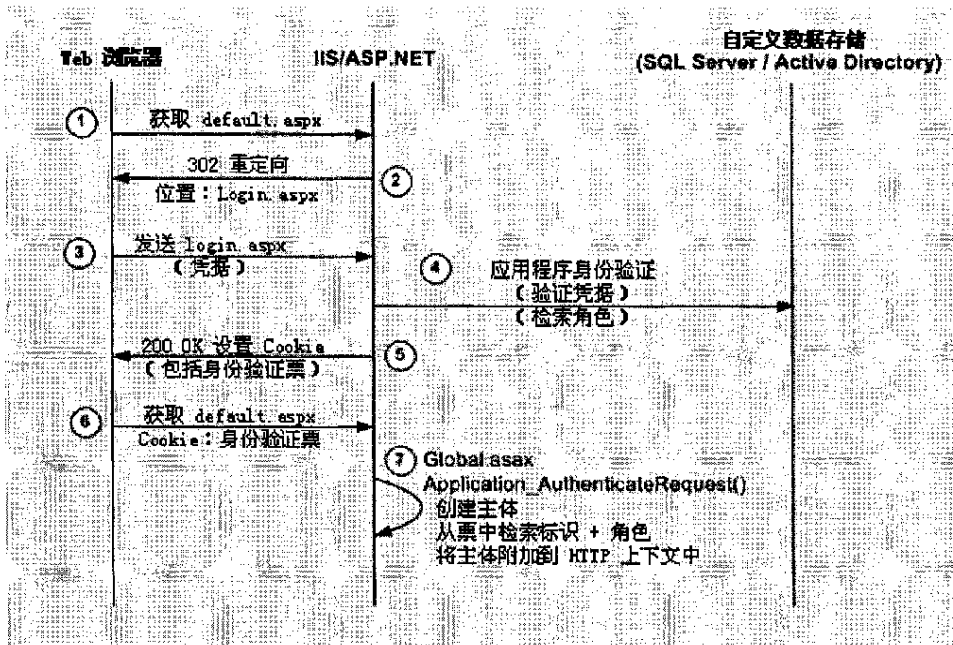 Web 浏览器
IIS/ASP.NET
自定义数据存储
(SQL Server / Active Directory)
1
获取 default.aspx
302 重定向
2
位置：Login.aspx
3
发送 login.aspx
（凭据）
4
应用程序身份验证
（验证凭据）
（检索角色）
200 OK 设置 Cookie
5
（包括身份验证票）
6
获取 default.aspx
Cookie：身份验证票
7
Global.asax
Application_AuthenticateRequest()
创建主体
从票中检索标识 + 角色
将主体附加到 HTTP 上下文中